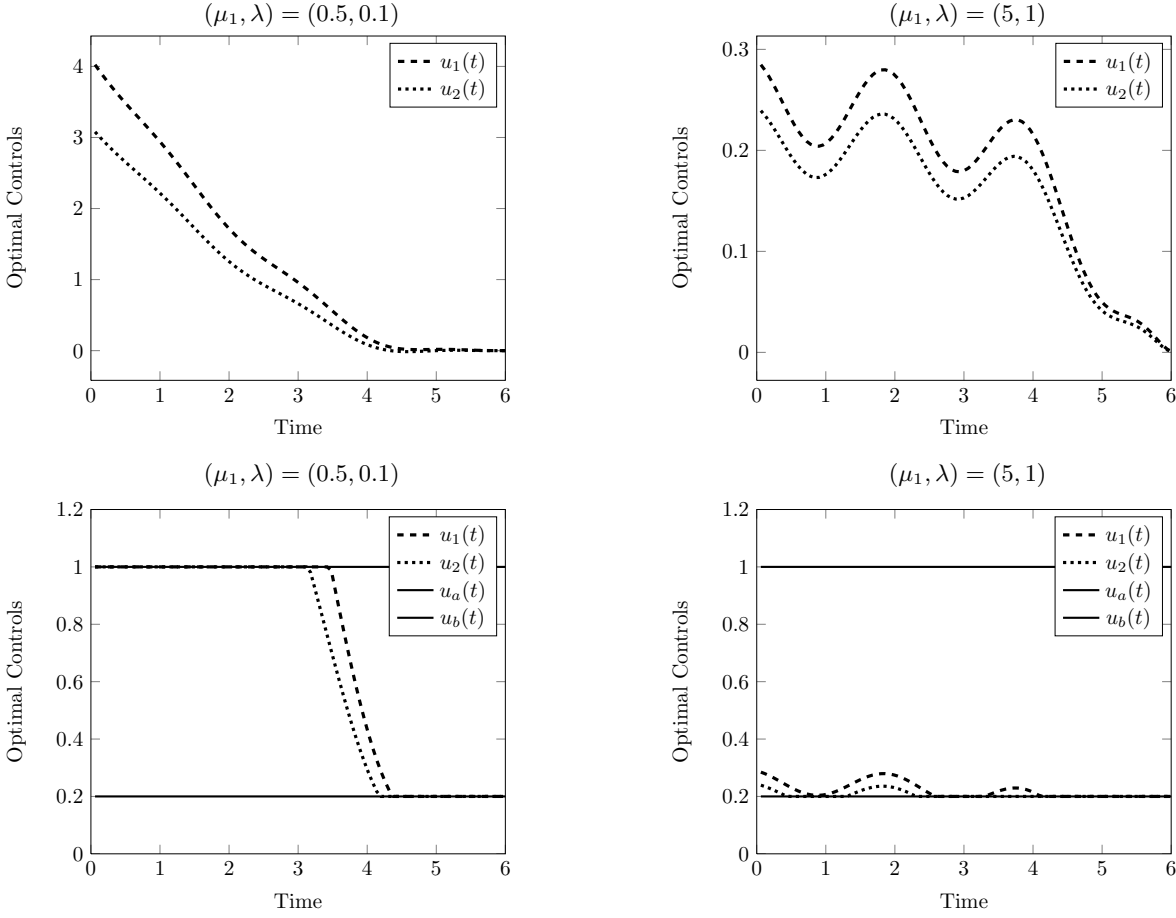 (μ₁, λ) = (0.5, 0.1)
Optimal Controls
4
3
2
1
0
u₁(t)
u₂(t)
0 1 2 3 4 5 6
Time
(μ₁, λ) = (5, 1)
Optimal Controls
0.3
0.2
0.1
0
u₁(t)
u₂(t)
0 1 2 3 4 5 6
Time
(μ₁, λ) = (0.5, 0.1)
Optimal Controls
1.2
1
0.8
0.6
0.4
0.2
0
u₁(t)
u₂(t)
uₐ(t)
u_b(t)
0 1 2 3 4 5 6
Time
(μ₁, λ) = (5, 1)
Optimal Controls
1.2
1
0.8
0.6
0.4
0.2
0
u₁(t)
u₂(t)
uₐ(t)
u_b(t)
0 1 2 3 4 5 6
Time